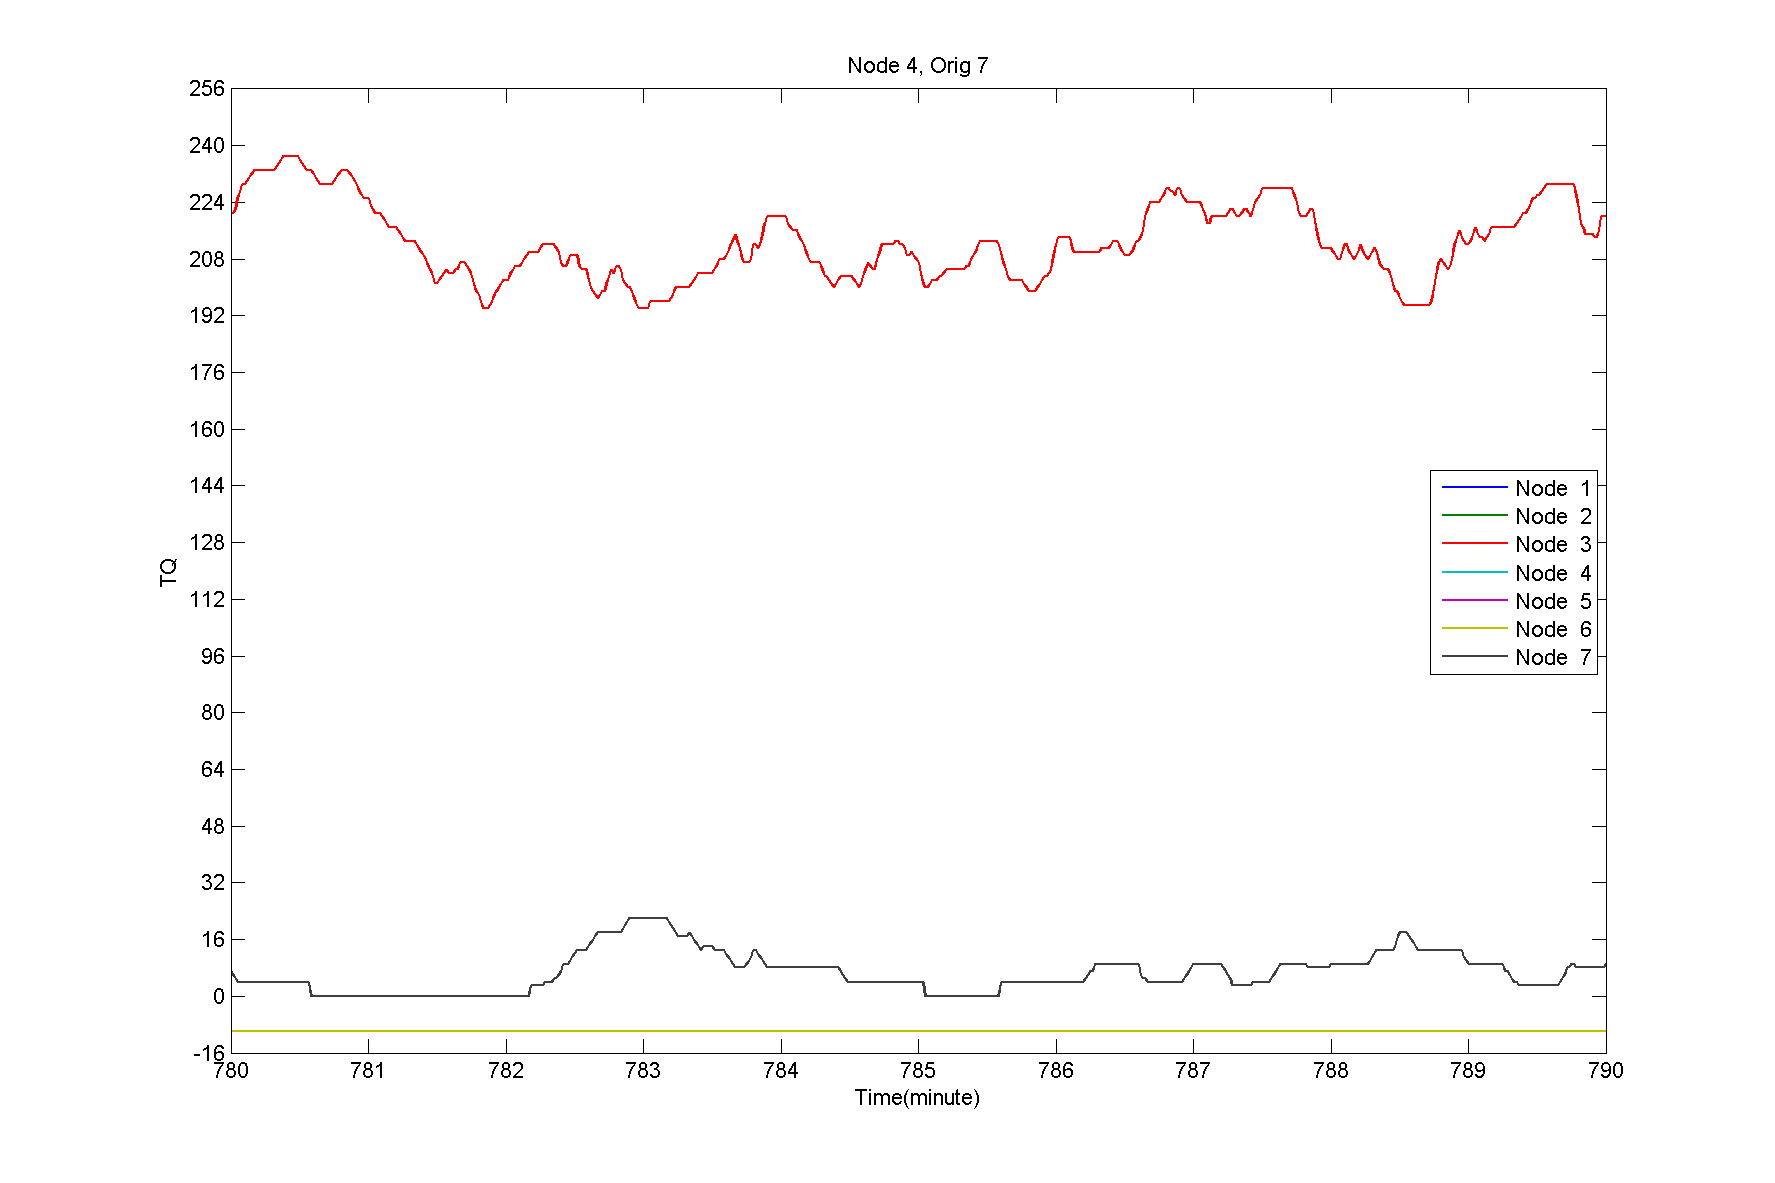 Node 4, Orig 7
256
240
224
208
192
176
160
144
128
112
96
80
64
48
32
16
0
-16
TQ
Node 1
Node 2
Node 3
Node 4
Node 5
Node 6
Node 7
780 781 782 783 784 785 786 787 788 789 790
Time(minute)